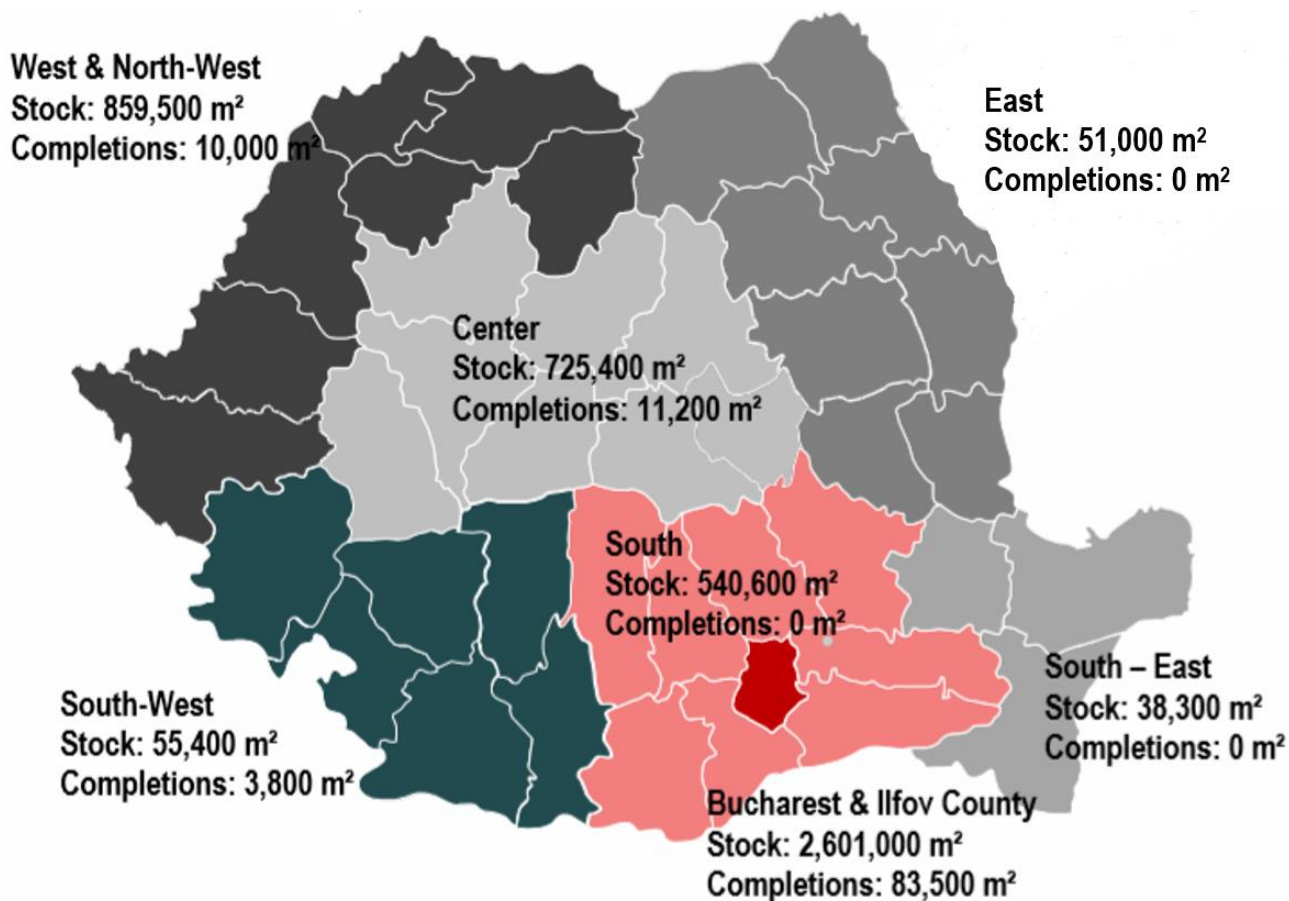 West & North-West
Stock: 859,500 m²
Completions: 10,000 m²
East
Stock: 51,000 m²
Completions: 0 m²
Center
Stock: 725,400 m²
Completions: 11,200 m²
South
Stock: 540,600 m²
Completions: 0 m²
South – East
Stock: 38,300 m²
Completions: 0 m²
South-West
Stock: 55,400 m²
Completions: 3,800 m²
Bucharest & Ilfov County
Stock: 2,601,000 m²
Completions: 83,500 m²